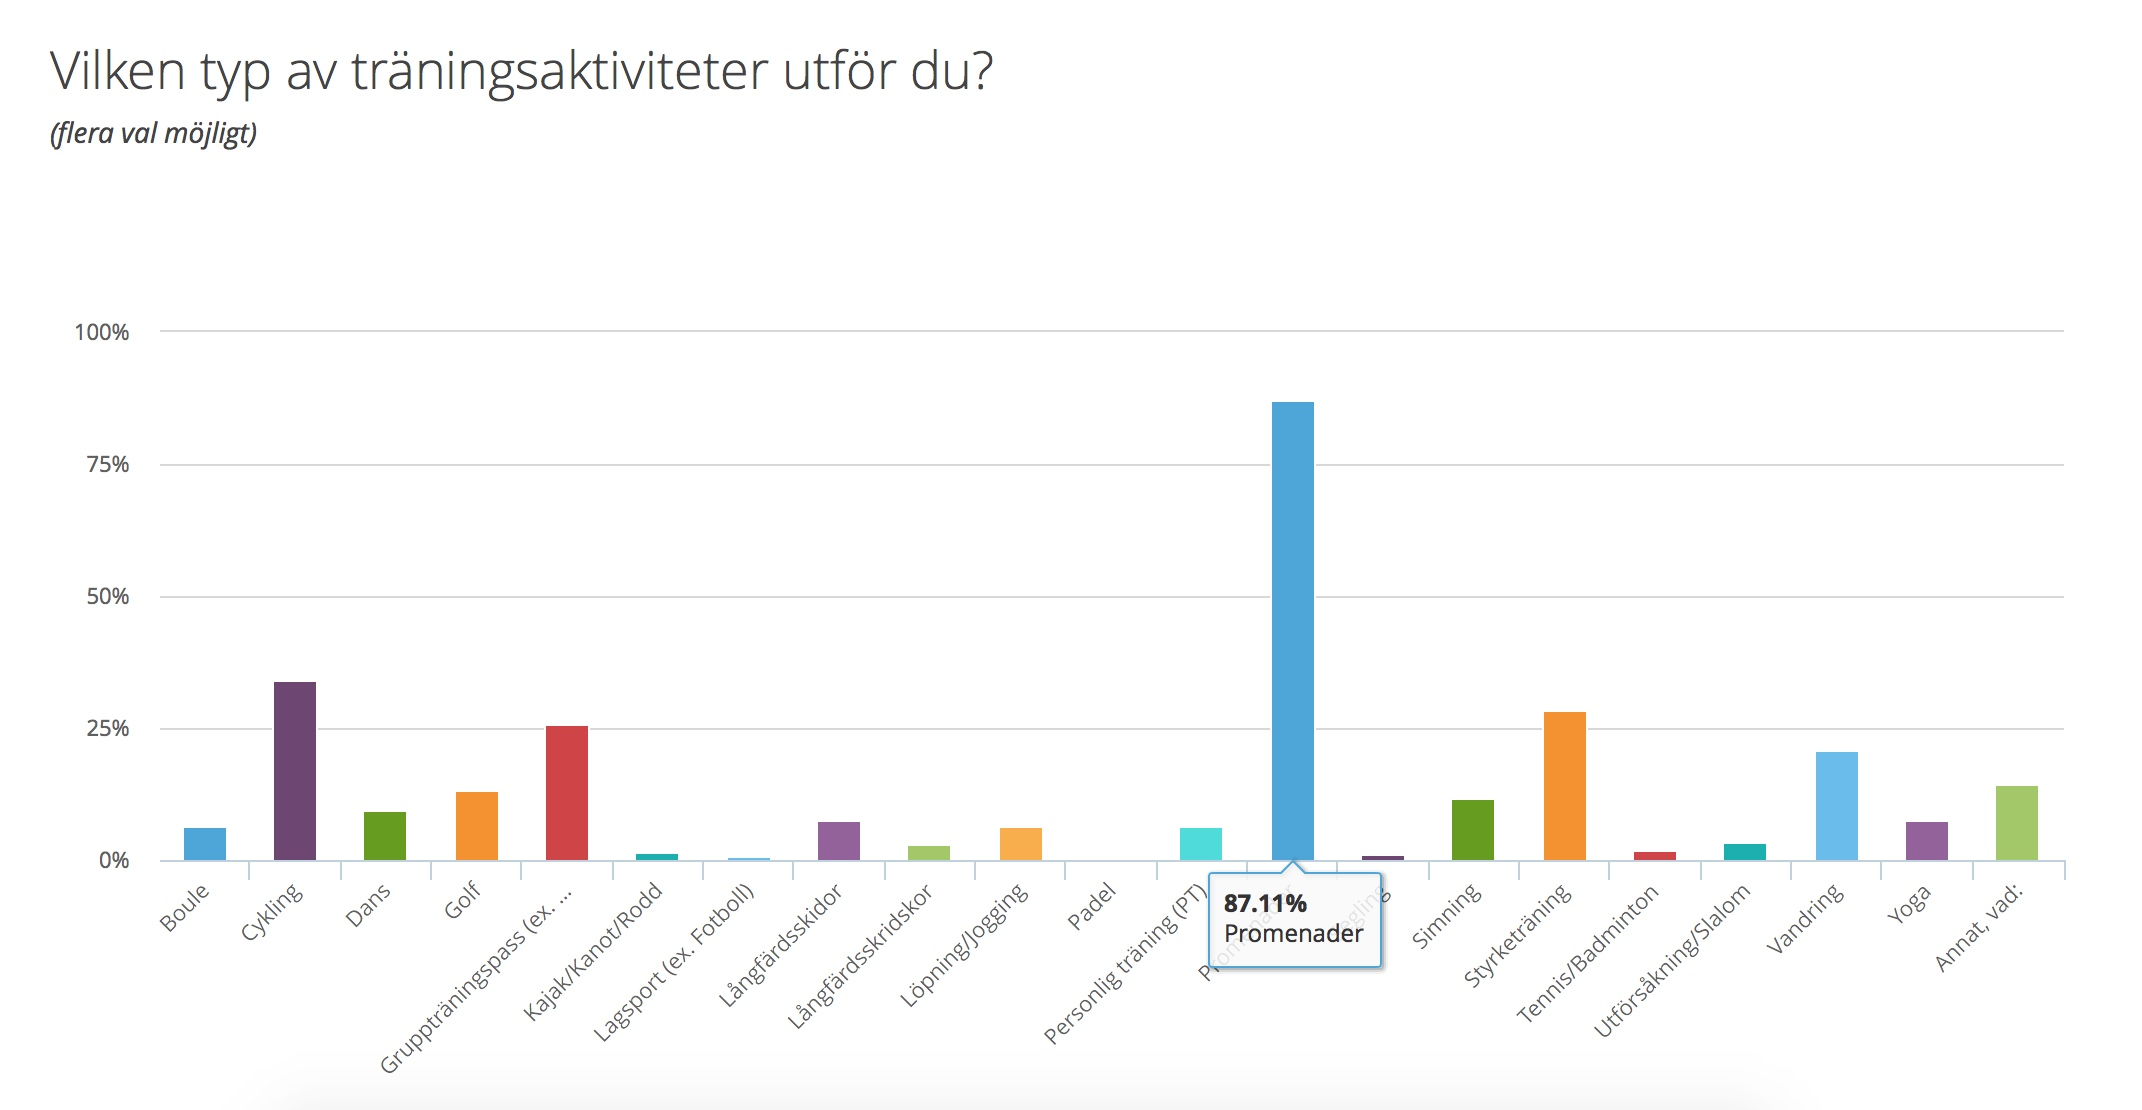 Vilken typ av träningsaktiviteter utför du?
(flera val möjligt)
100%
75%
50%
25%
0%
Boule
Cykling
Dans
Golf
Gruppträningspass (ex. ...
Kajak/Kanot/Rodd
Lagsport (ex. Fotboll)
Långfärdsskidor
Långfärdsskridskor
Löpning/Jogging
Padel
Personlig träning (PT)
Promenader
87.11%
Promenader
Simning
Styrketräning
Tennis/Badminton
Utförsåkning/Slalom
Vandring
Yoga
Annat, vad: